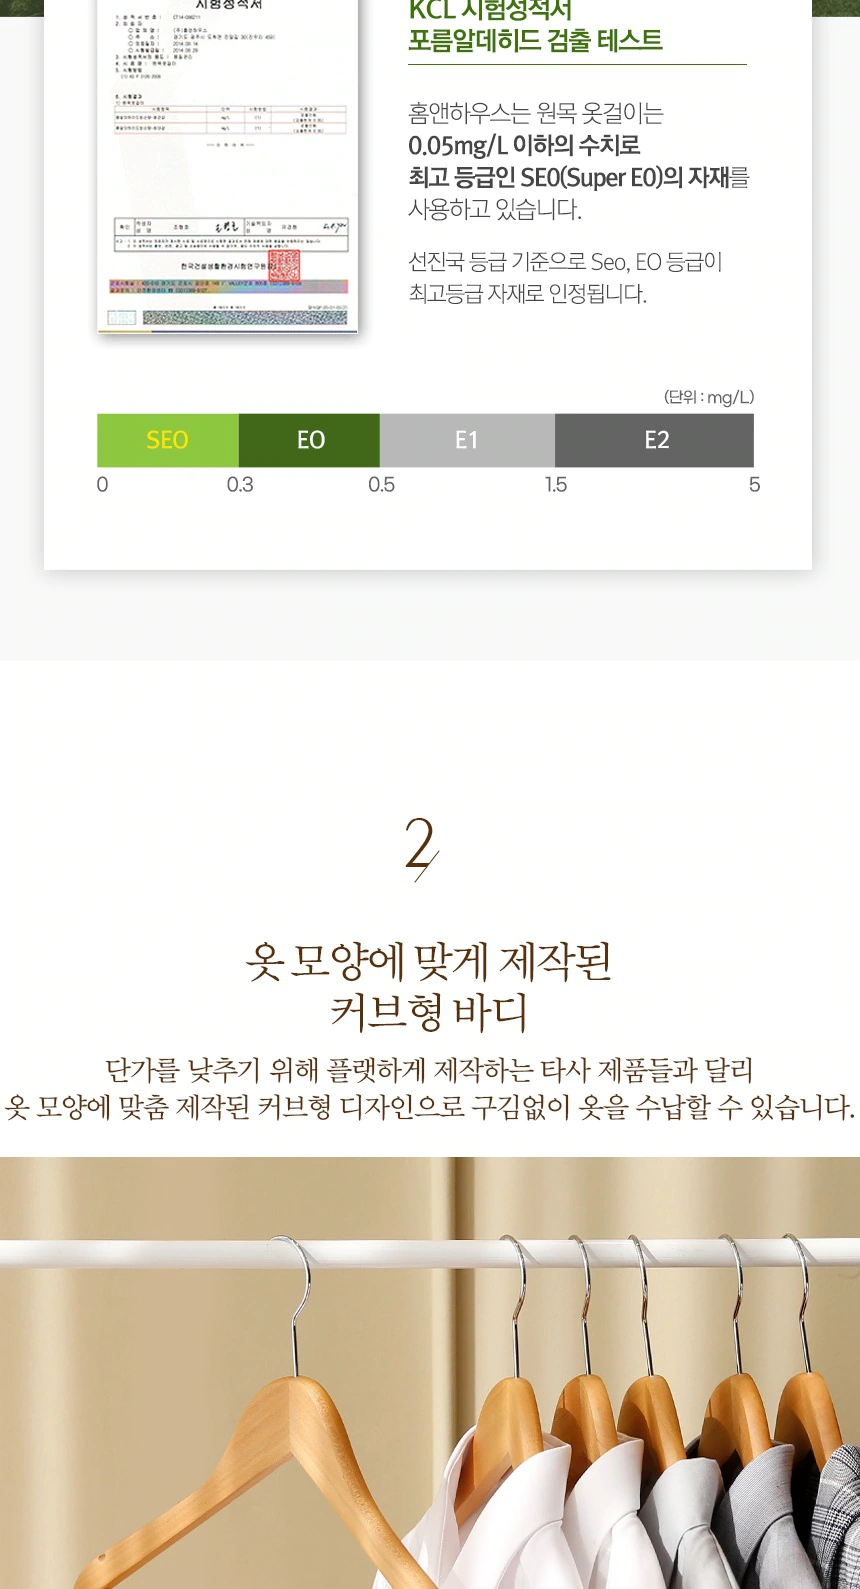 시험성적서
KCL 시험성적서
포름알데히드 검출 테스트
홈앤하우스는 원목 옷걸이는
0.05mg/L 이하의 수치로
최고 등급인 SE0(Super E0)의 자재를
사용하고 있습니다.
선진국 등급 기준으로 Seo, EO 등급이
최고등급 자재로 인정됩니다.
한국건설생활환경시험연구원
(단위 : mg/L)
SEO EO E1 E2
0 0.3 0.5 1.5 5
2
옷 모양에 맞게 제작된
커브형 바디
단가를 낮추기 위해 플랫하게 제작하는 타사 제품들과 달리
옷 모양에 맞춤 제작된 커브형 디자인으로 구김없이 옷을 수납할 수 있습니다.